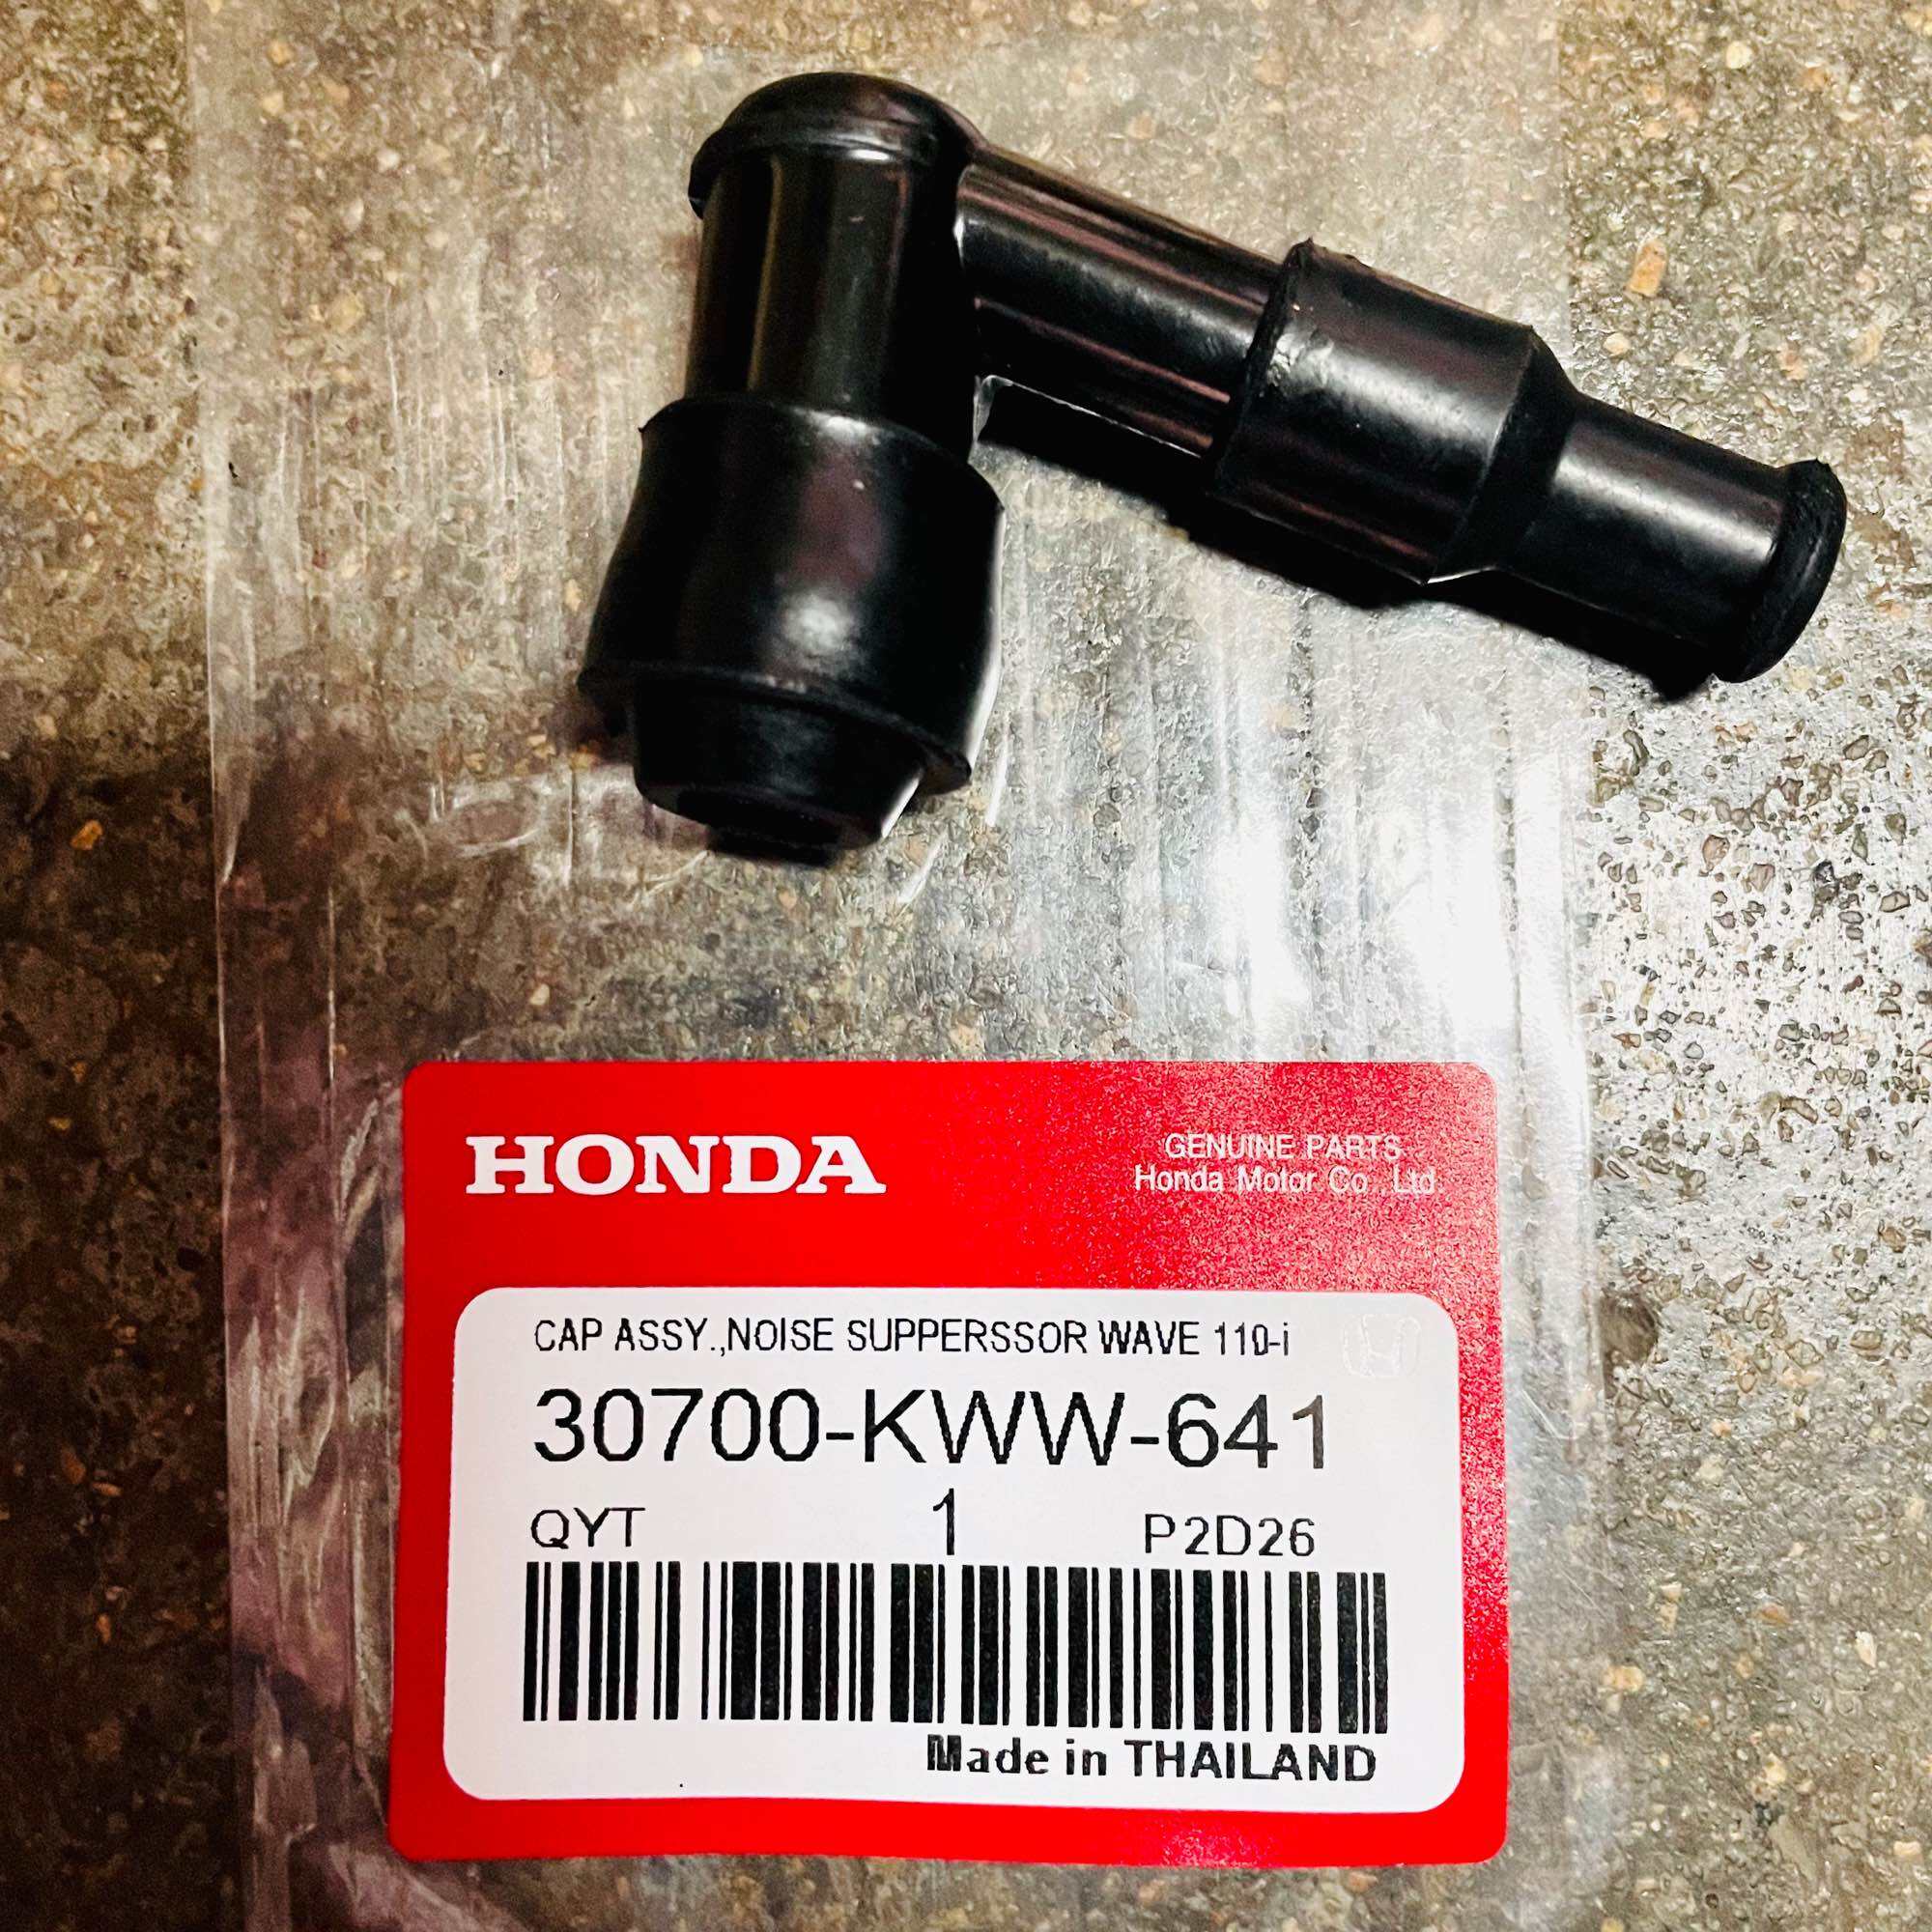 HONDA
GENUINE PARTS
Honda Motor Co., Ltd.
CAP ASSY.,NOISE SUPPERSSOR WAVE 110-i
30700-KWW-641
QYT 1 P2D26
Made in THAILAND